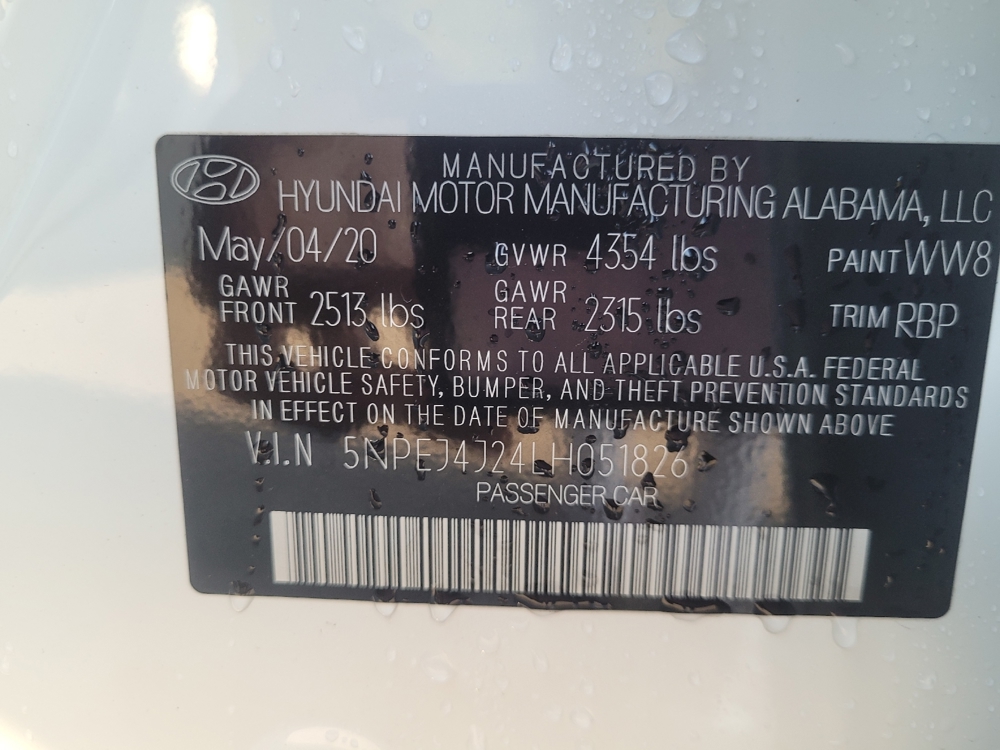 MANUFACTURED BY
HYUNDAI MOTOR MANUFACTURING ALABAMA, LLC
May/04/20 GVWR 4354 lbs PAINT WW8
GAWR FRONT 2513 lbs GAWR REAR 2315 lbs TRIM RBP
THIS VEHICLE CONFORMS TO ALL APPLICABLE U.S.A. FEDERAL
MOTOR VEHICLE SAFETY, BUMPER, AND THEFT PREVENTION STANDARDS
IN EFFECT ON THE DATE OF MANUFACTURE SHOWN ABOVE
V.I.N 5NPEJ4J24LH051826
PASSENGER CAR